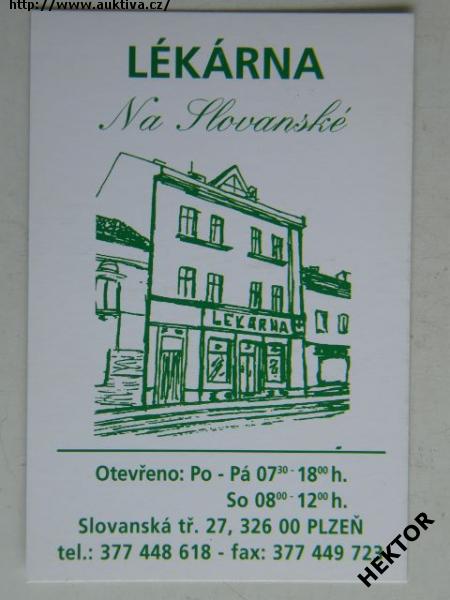 http://www.auktiva.cz/
LÉKÁRNA
Na Slovanské
LÉKÁRNA
Otevřeno: Po - Pá 07³⁰⁻ 18⁰⁰ h.
So 08⁰⁰⁻ 12⁰⁰ h.
Slovanská tř. 27, 326 00 PLZEŇ
tel.: 377 448 618 - fax: 377 449 723
HEKTOR